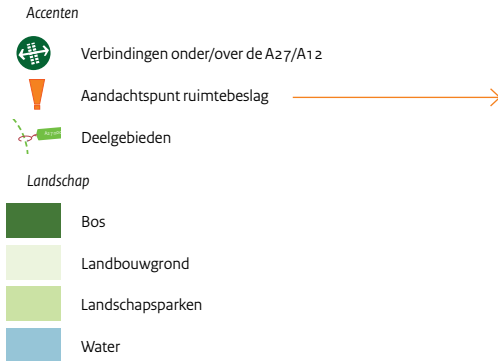 Accenten
Verbindingen onder/over de A27/A12
Aandachtspunt ruimtebeslag
Deelgebieden
Landschap
Bos
Landbouwgrond
Landschapsparken
Water